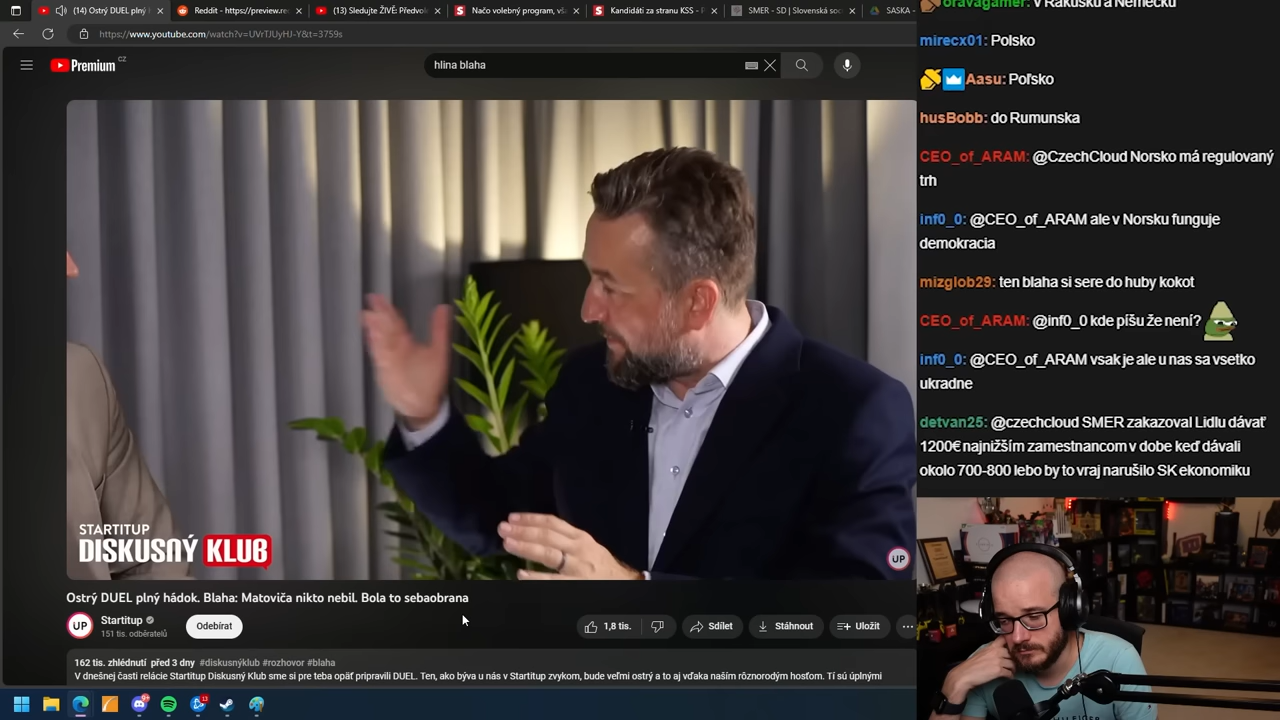 (14) Ostrý DUEL plný h
Reddit - https://preview.re
(13) Sledujte ŽIVĚ: Předvol
Načo volebný program, vš
Kandidáti za stranu KSS - P
SMER - SD | Slovenská soc
SASKA -
https://www.youtube.com/watch?v=UVrTJUyHJ-Y&t=3759s
Premium CZ
hlina blaha
STARTITUP
DISKUSNÝ KLUB
UP
Ostrý DUEL plný hádok. Blaha: Matoviča nikto nebil. Bola to sebaobrana
UP
Startitup
151 tis. odběratelů
Odebírat
1,8 tis.
Sdílet
Stáhnout
Uložit
162 tis. zhlédnutí před 3 dny #diskusnýklub #rozhovor #blaha
V dnešnej časti relácie Startitup Diskusný Klub sme si pre teba opäť pripravili DUEL. Ten, ako býva u nás v Startitup zvykom, bude veľmi ostrý a to aj vďaka naším rôznorodým hosťom. Tí sú úplnými
oravagamer: v Rakúsku a Nemecku
mirecx01: Polsko
Aasu: Poľsko
husBobb: do Rumunska
CEO_of_ARAM: @CzechCloud Norsko má regulovaný
trh
inf0_0: @CEO_of_ARAM ale v Norsku funguje
demokracia
mizglob29: ten blaha si sere do huby kokot
CEO_of_ARAM: @inf0_0 kde píšu že není?
inf0_0: @CEO_of_ARAM vsak je ale u nas sa vsetko
ukradne
detvan25: @czechcloud SMER zakazoval Lidlu dávať
1200€ najnižším zamestnancom v dobe keď dávali
okolo 700-800 lebo by to vraj narušilo SK ekonomiku